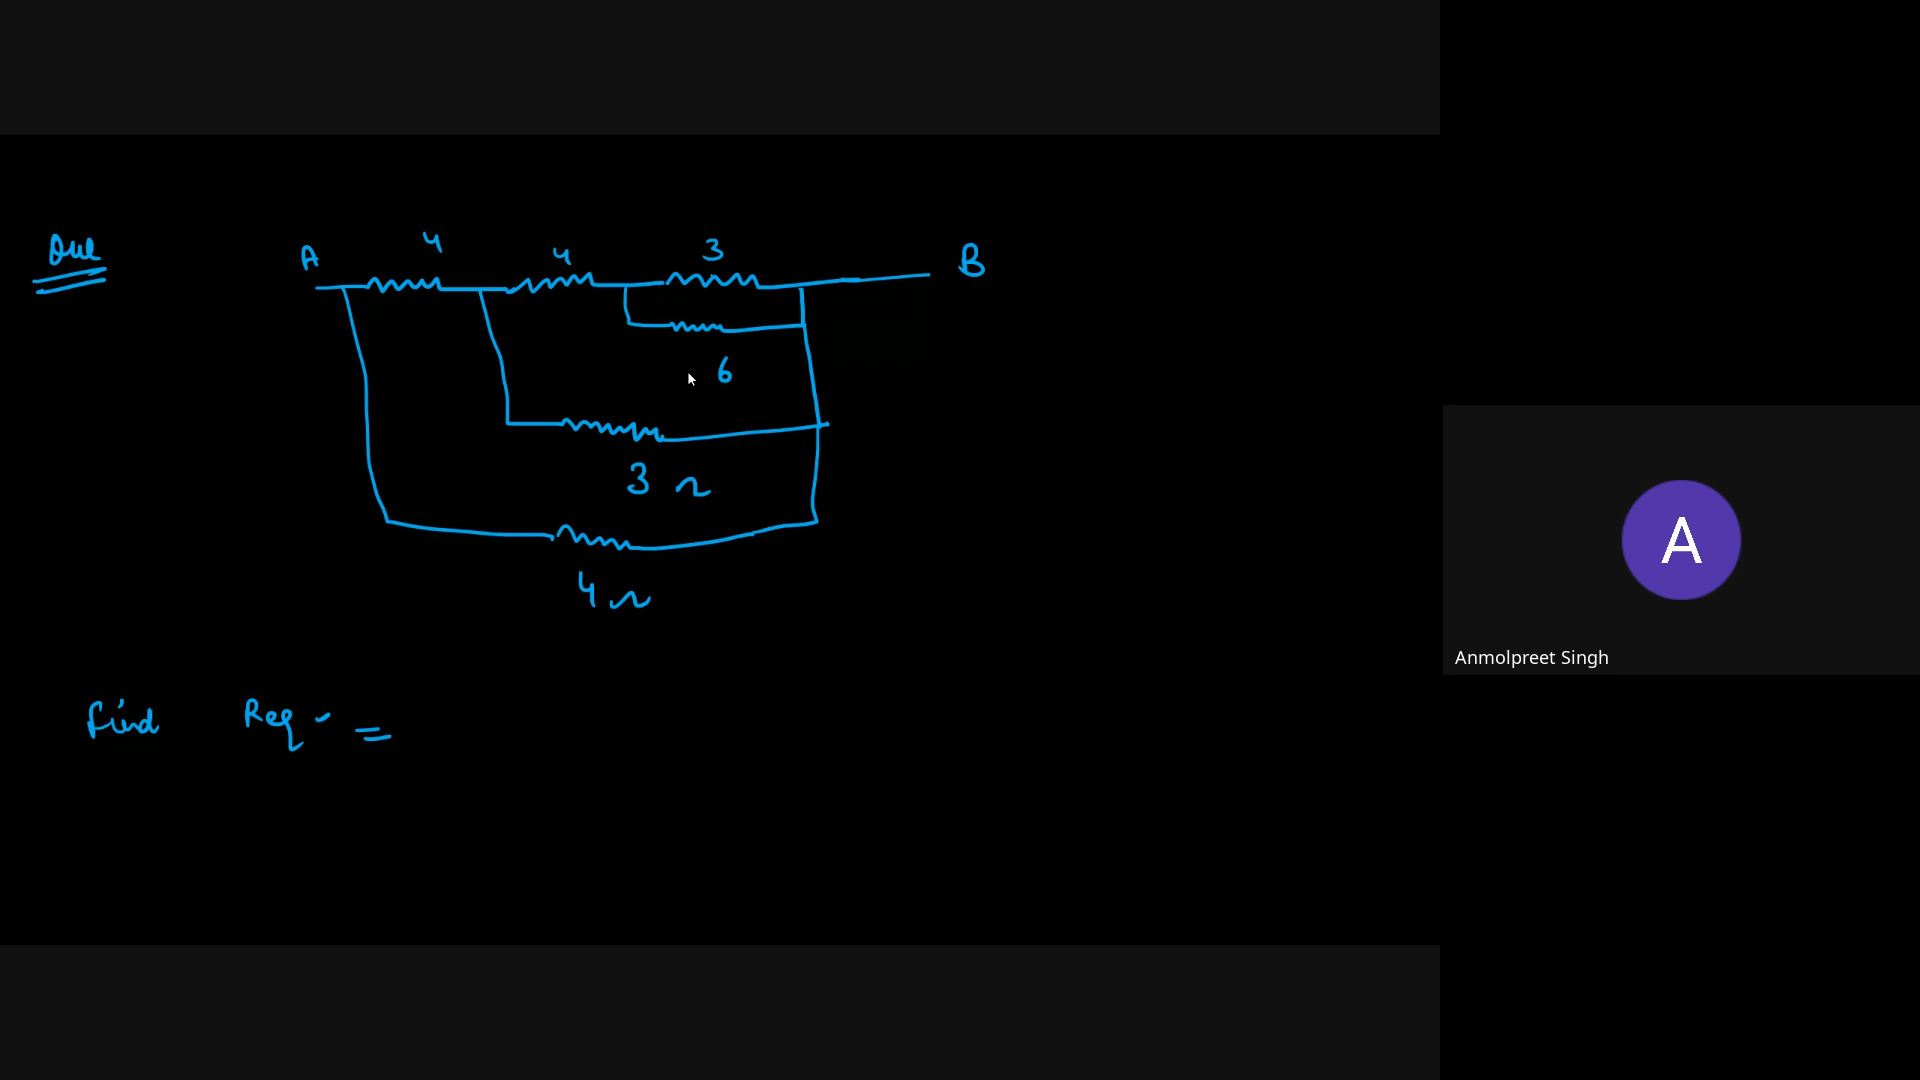 Que
A 4 4 3 B
6
3 Ω
4 Ω
A
Anmolpreet Singh
Find Req. =